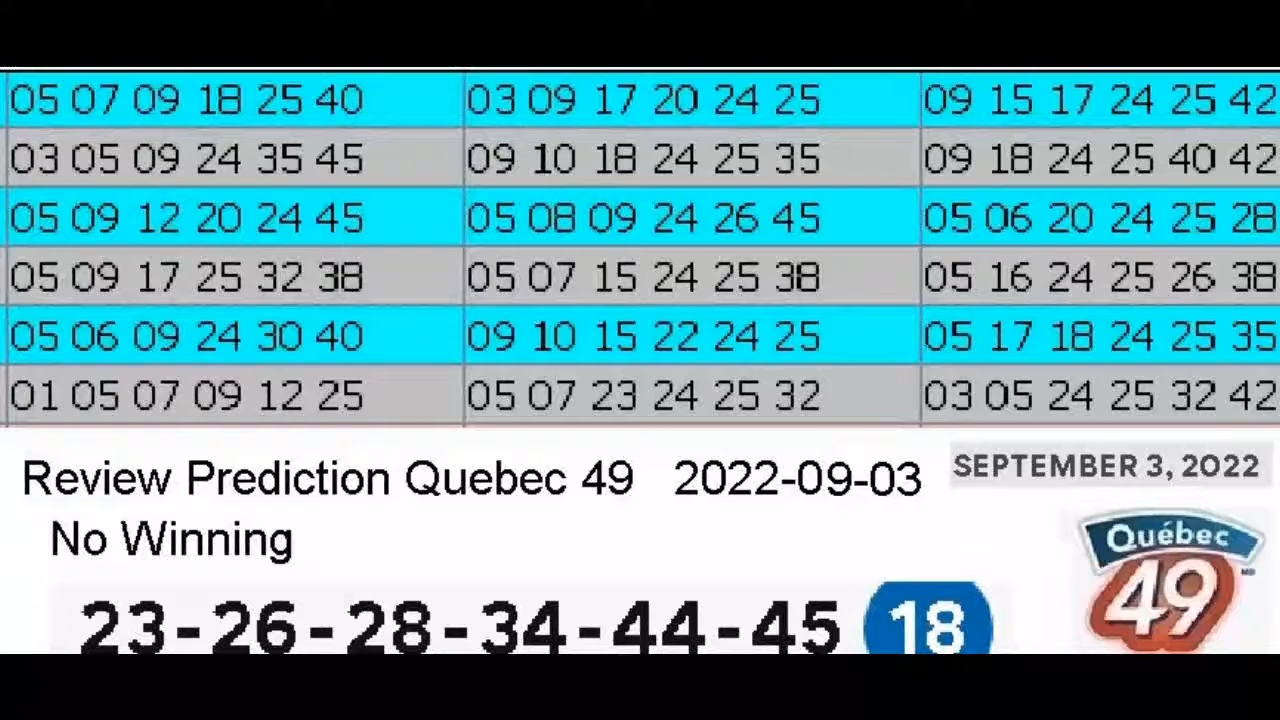 05 07 09 18 25 40 03 09 17 20 24 25 09 15 17 24 25 42
03 05 09 24 35 45 09 10 18 24 25 35 09 18 24 25 40 42
05 09 12 20 24 45 05 08 09 24 26 45 05 06 20 24 25 28
05 09 17 25 32 38 05 07 15 24 25 38 05 16 24 25 26 38
05 06 09 24 30 40 09 10 15 22 24 25 05 17 18 24 25 35
01 05 07 09 12 25 05 07 23 24 25 32 03 05 24 25 32 42
Review Prediction Quebec 49 2022-09-03 SEPTEMBER 3, 2022
No Winning
Québec
49
23-26-28-34-44-45 18